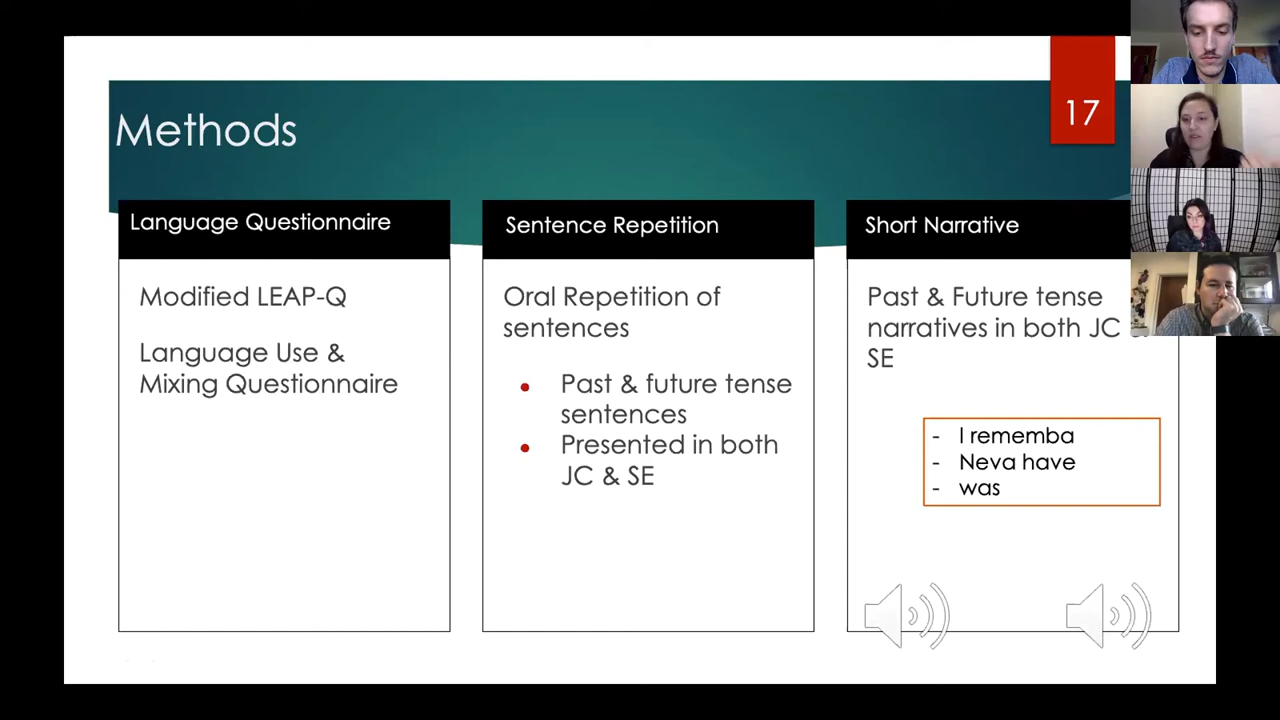 Methods
17
Language Questionnaire
Modified LEAP-Q
Language Use &
Mixing Questionnaire
Sentence Repetition
Oral Repetition of
sentences
• Past & future tense
sentences
• Presented in both
JC & SE
Short Narrative
Past & Future tense
narratives in both JC &
SE
- I rememba
- Neva have
- was